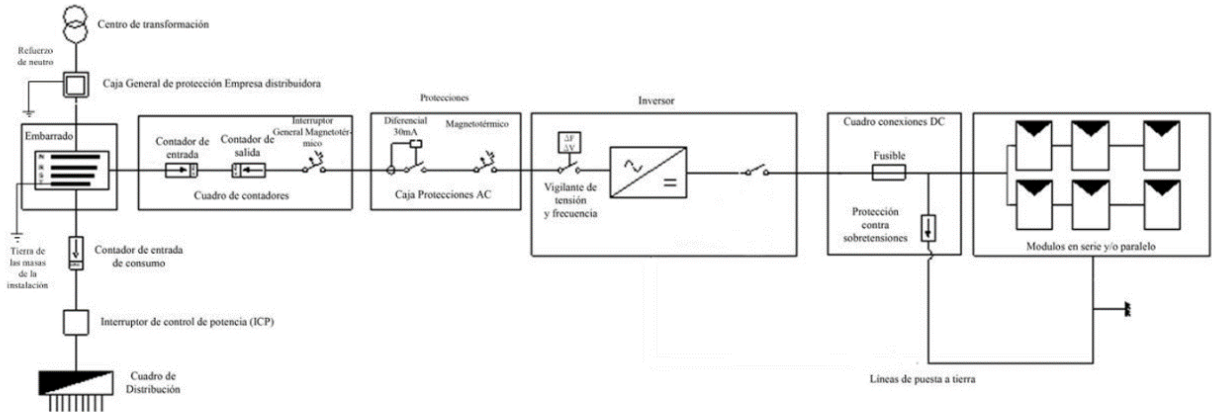 Centro de transformación
Refuerzo
de neutro
Caja General de protección Empresa distribuidora
Embarrado
N
R
S
T
Tierra de
las masas
de la
instalación
Contador de entrada
de consumo
Interruptor de control de potencia (ICP)
Cuadro de
Distribución
Contador de
entrada
Contador de
salida
Interruptor
General Magnetotér-
mico
Cuadro de contadores
Protecciones
Diferencial
30mA
Magnetotérmico
Caja Protecciones AC
Inversor
ΔF
ΔV
Vigilante de
tensión
y frecuencia
Cuadro conexiones DC
Fusible
Protección
contra
sobretensiones
Modulos en serie y/o paralelo
Líneas de puesta a tierra